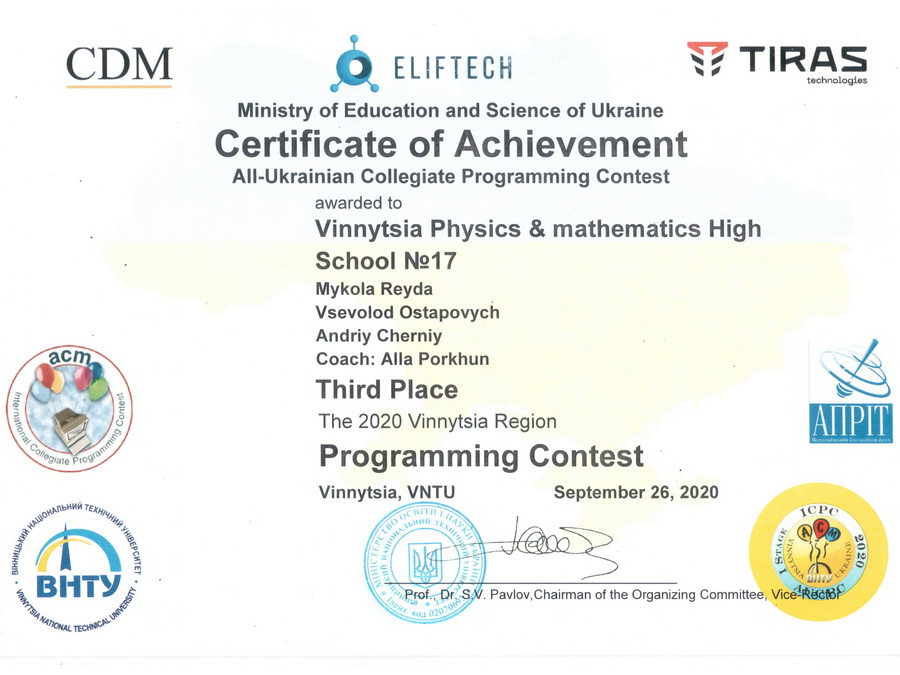 CDM
ELIFTECH
TIRAS
technologies
Ministry of Education and Science of Ukraine
Certificate of Achievement
All-Ukrainian Collegiate Programming Contest
awarded to
Vinnytsia Physics & mathematics High
School №17
Mykola Reyda
Vsevolod Ostapovych
Andriy Cherniy
Coach: Alla Porkhun
Third Place
The 2020 Vinnytsia Region
Programming Contest
Vinnytsia, VNTU
September 26, 2020
Prof., Dr. S.V. Pavlov,Chairman of the Organizing Committee, Vice-Rector
acm
International Collegiate Programming Contest
АПРІТ
ВІННИЦЬКИЙ НАЦІОНАЛЬНИЙ ТЕХНІЧНИЙ УНІВЕРСИТЕТ
ВНТУ
VINNYTSIA NATIONAL TECHNICAL UNIVERSITY
МІНІСТЕРСТВО ОСВІТИ І НАУКИ УКРАЇНИ
ICPC
I STAGE
2020
ACM
VINNYTSIA
UKRAINE
ВНТУ